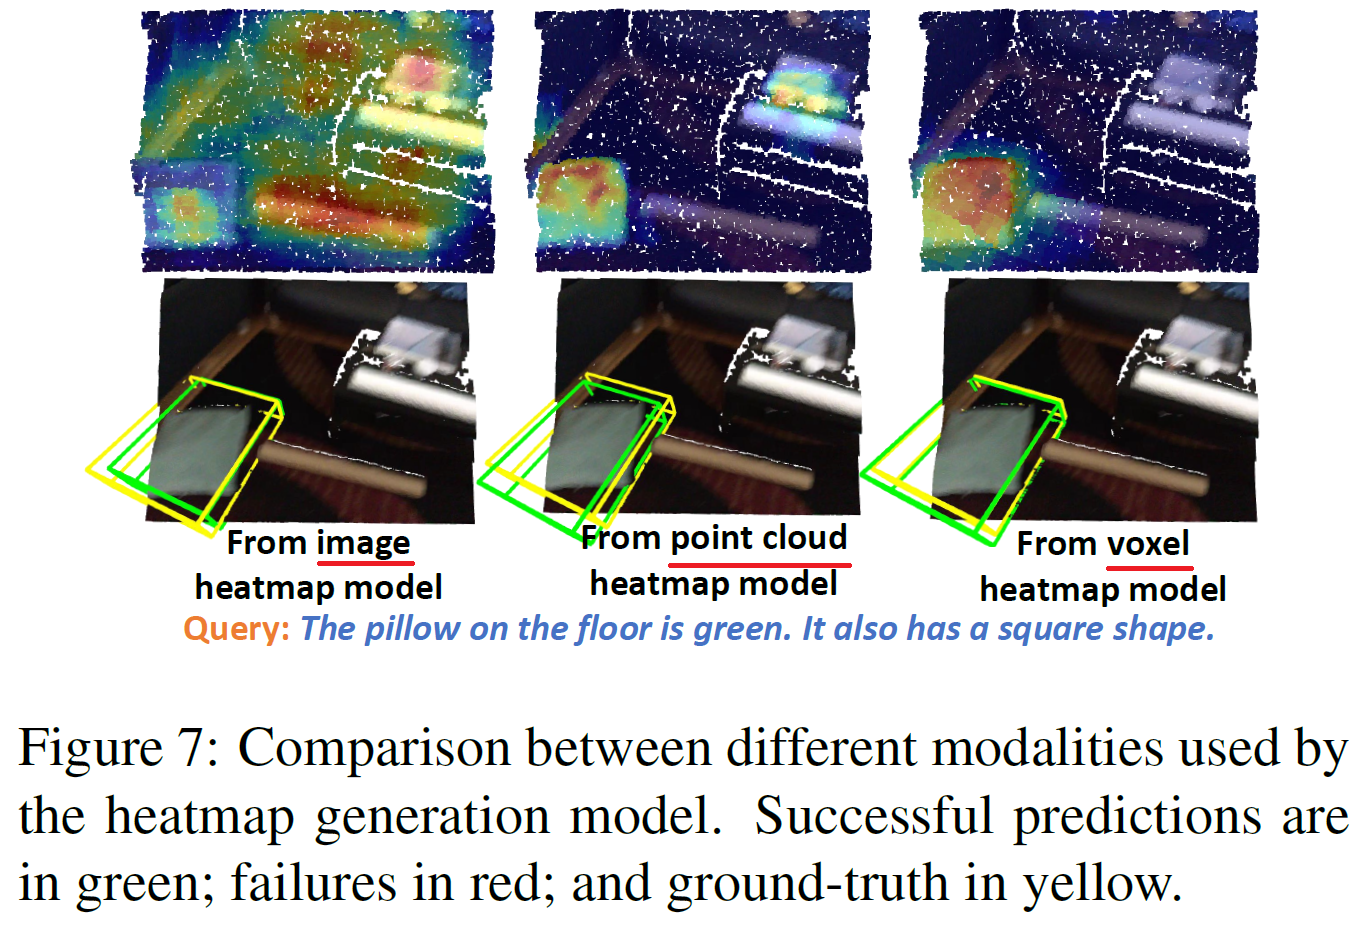 From image
heatmap model
From point cloud
heatmap model
From voxel
heatmap model
Query: The pillow on the floor is green. It also has a square shape.
Figure 7: Comparison between different modalities used by
the heatmap generation model. Successful predictions are
in green; failures in red; and ground-truth in yellow.